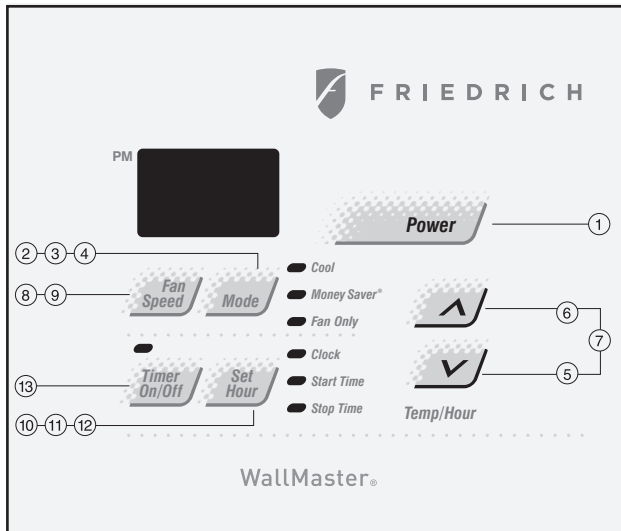 FRIEDRICH
PM
Power
1
2 3 4
Cool
Fan
Speed
Mode
Money Saver®
8 9
Fan Only
6
7
Clock
Timer
On/Off
Set
Hour
Start Time
5
13
Stop Time
10 11 12
Temp/Hour
WallMaster®